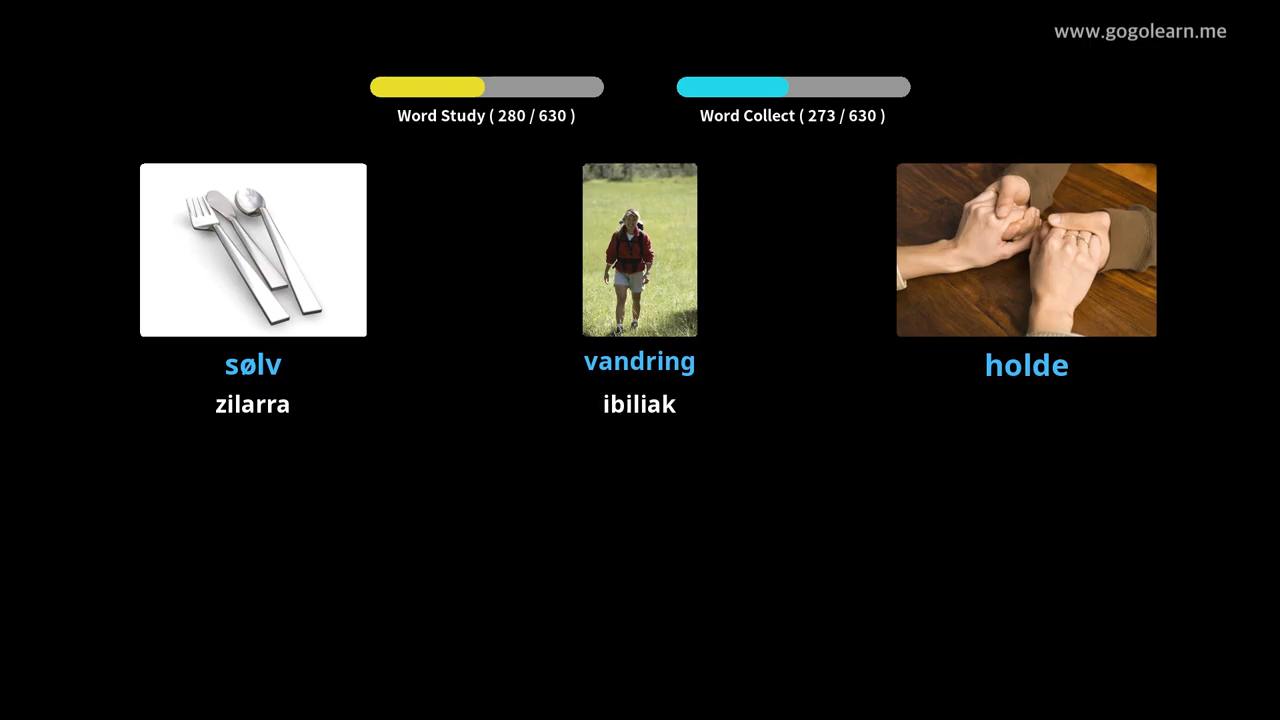 www.gogolearn.me
Word Study ( 280 / 630 )
Word Collect ( 273 / 630 )
sølv
vandring
holde
zilarra
ibiliak